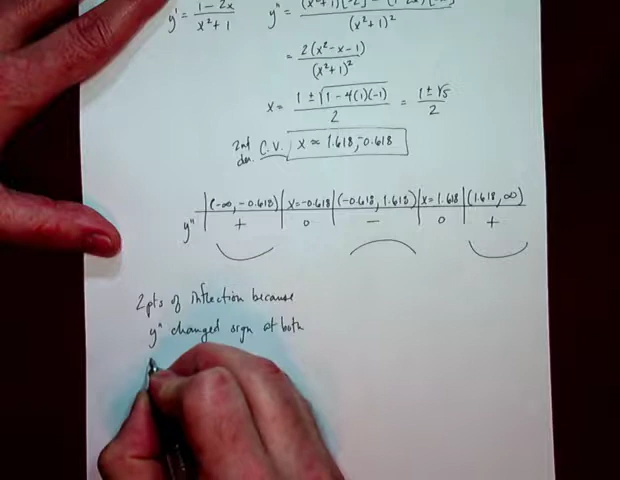 y' = 1 - 2x / x² + 1 y" = (x² + 1)
(x² + 1)²
= 2(x² - x - 1) / (x² + 1)²
x = 1 ± √1 - 4(1)(-1) / 2 = 1 ± √5 / 2
2nd der. C.V. x ≈ 1.618, -0.618
(-∞, -0.618) | x = -0.618 | (-0.618, 1.618) | x = 1.618 | (1.618, ∞)
y" + 0 - 0 +
2 pts of inflection because
y" changed sign at both